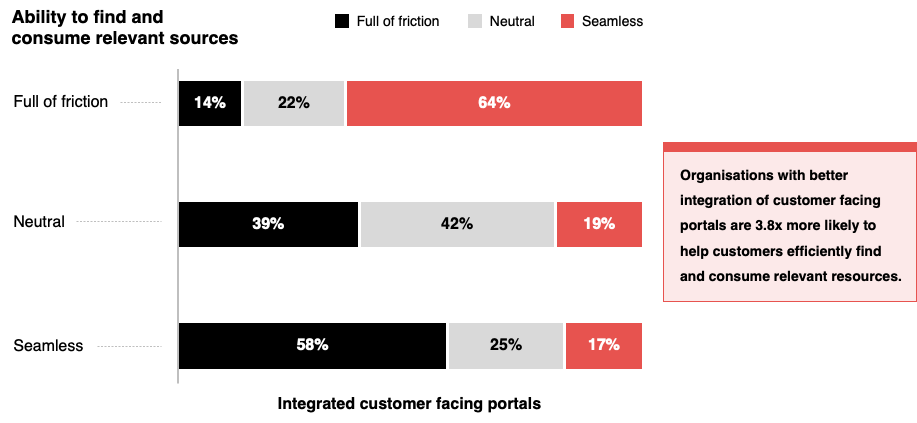 Ability to find and
consume relevant sources
Full of friction
Neutral
Seamless
Full of friction
14%
22%
64%
Neutral
39%
42%
19%
Seamless
58%
25%
17%
Integrated customer facing portals
Organisations with better
integration of customer facing
portals are 3.8x more likely to
help customers efficiently find
and consume relevant resources.